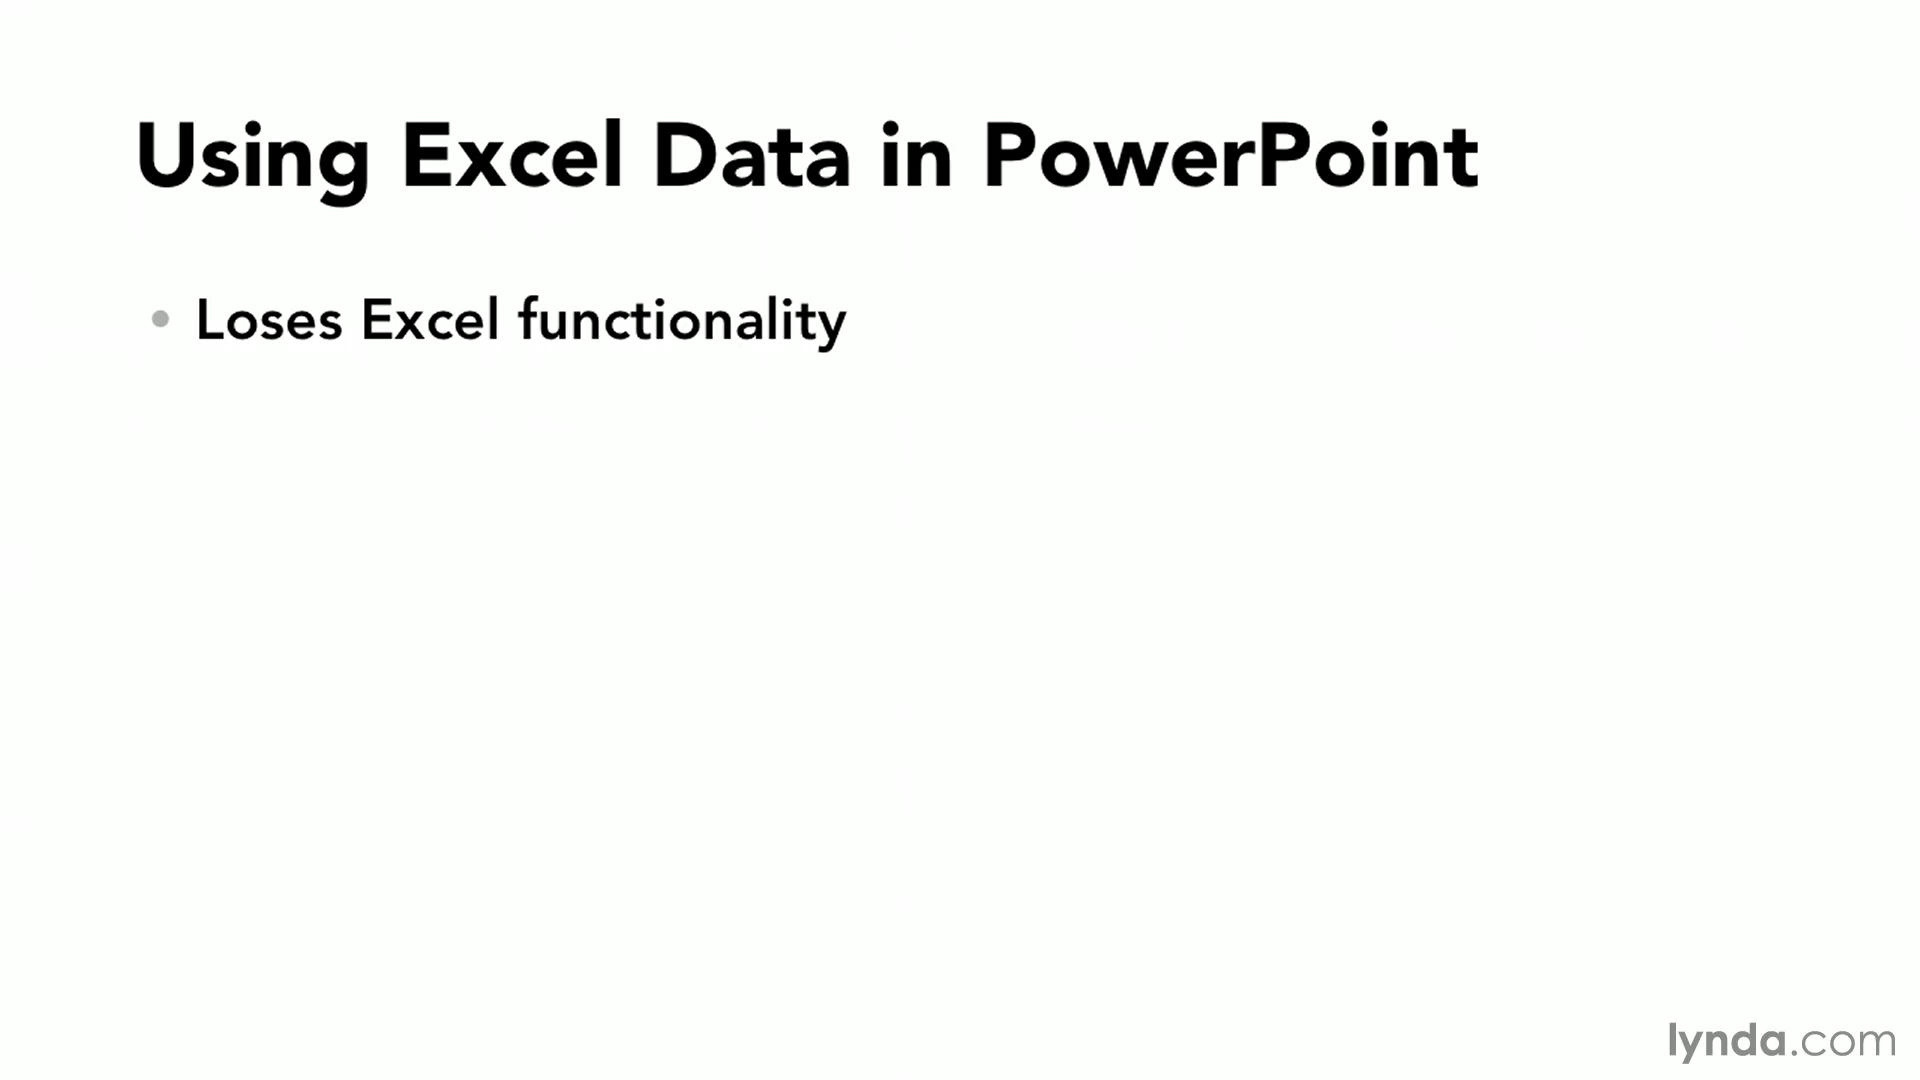 Using Excel Data in PowerPoint
• Loses Excel functionality
lynda.com